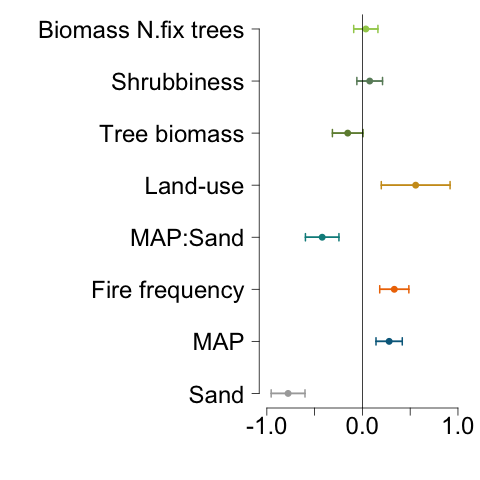 Biomass N.fix trees
Shrubbiness
Tree biomass
Land-use
MAP:Sand
Fire frequency
MAP
Sand
-1.0 0.0 1.0